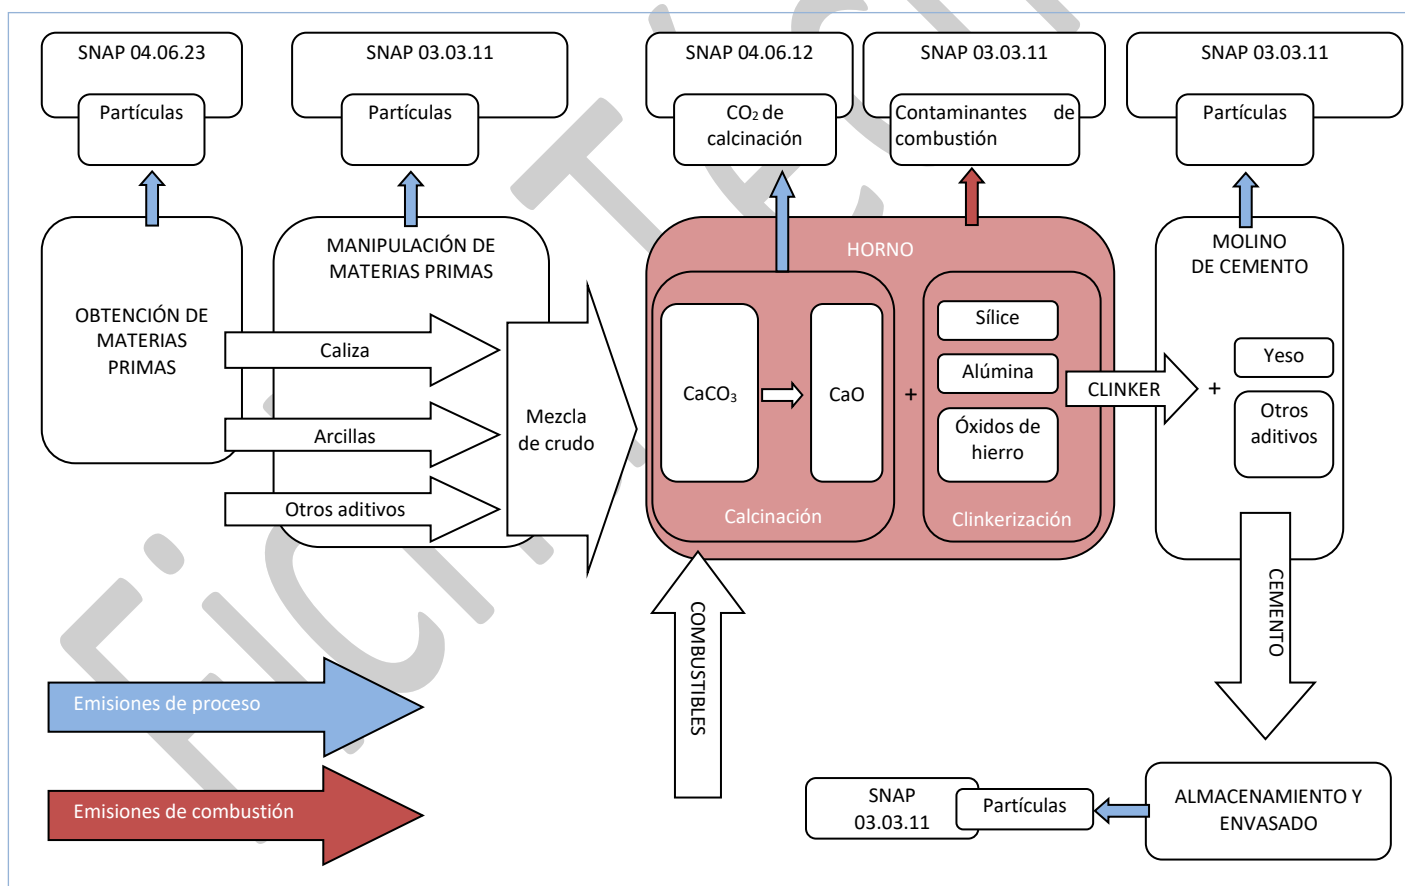 SNAP 04.06.23
Partículas
SNAP 03.03.11
Partículas
SNAP 04.06.12
CO₂ de
calcinación
SNAP 03.03.11
Contaminantes de
combustión
SNAP 03.03.11
Partículas
OBTENCIÓN DE
MATERIAS
PRIMAS
MANIPULACIÓN DE
MATERIAS PRIMAS
Caliza
Arcillas
Otros aditivos
Mezcla
de crudo
HORNO
CaCO₃
CaO
Calcinación
+
Sílice
Alúmina
Óxidos de
hierro
Clinkerización
CLINKER
MOLINO
DE CEMENTO
+
Yeso
Otros
aditivos
COMBUSTIBLES
CEMENTO
Emisiones de proceso
Emisiones de combustión
SNAP
03.03.11
Partículas
ALMACENAMIENTO Y
ENVASADO